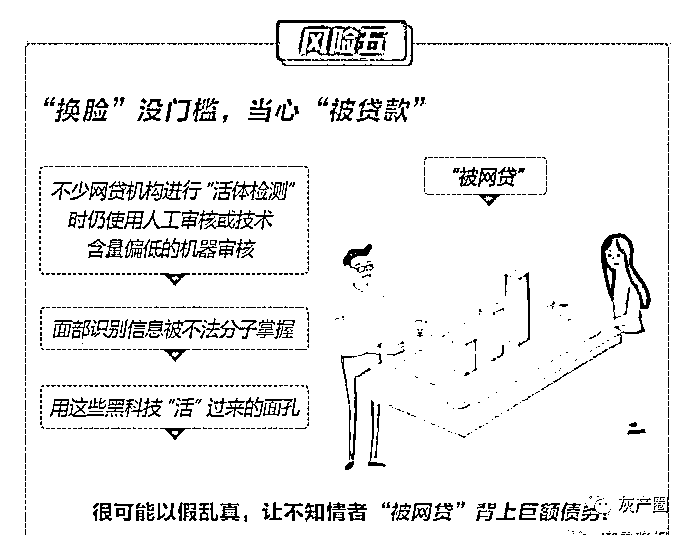 风险五
“换脸”没门槛，当心“被贷款”
不少网贷机构进行“活体检测”
时仍使用人工审核或技术
含量偏低的机器审核
“被网贷”
面部识别信息被不法分子掌握
用这些黑科技“活”过来的面孔
很可能以假乱真，让不知情者“被网贷”背上巨额债务！
灰产圈